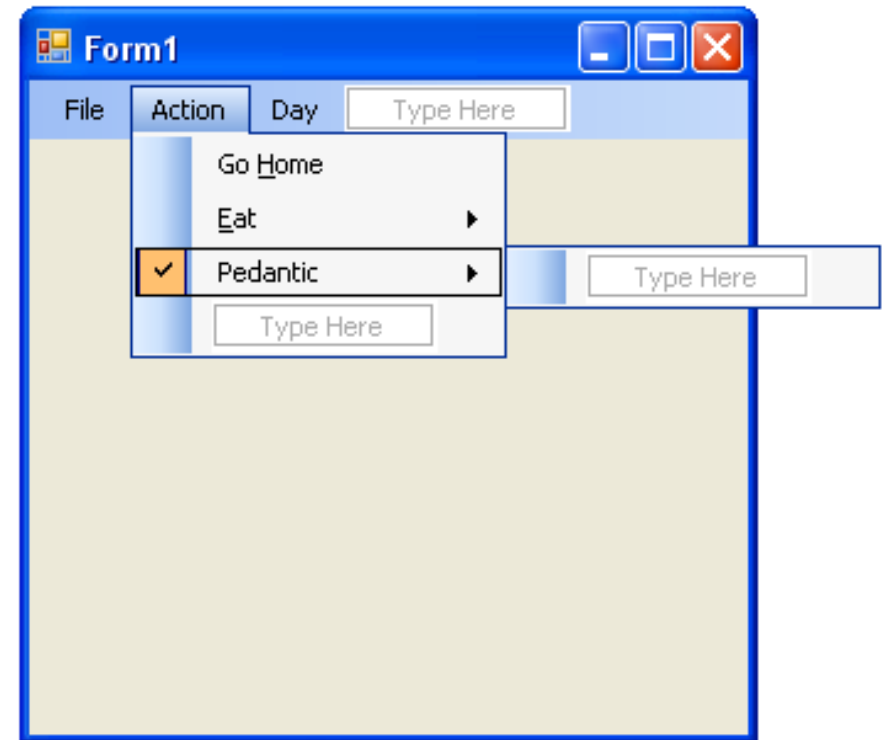 Form1
File Action Day Type Here
Go Home
Eat
Pedantic Type Here
Type Here